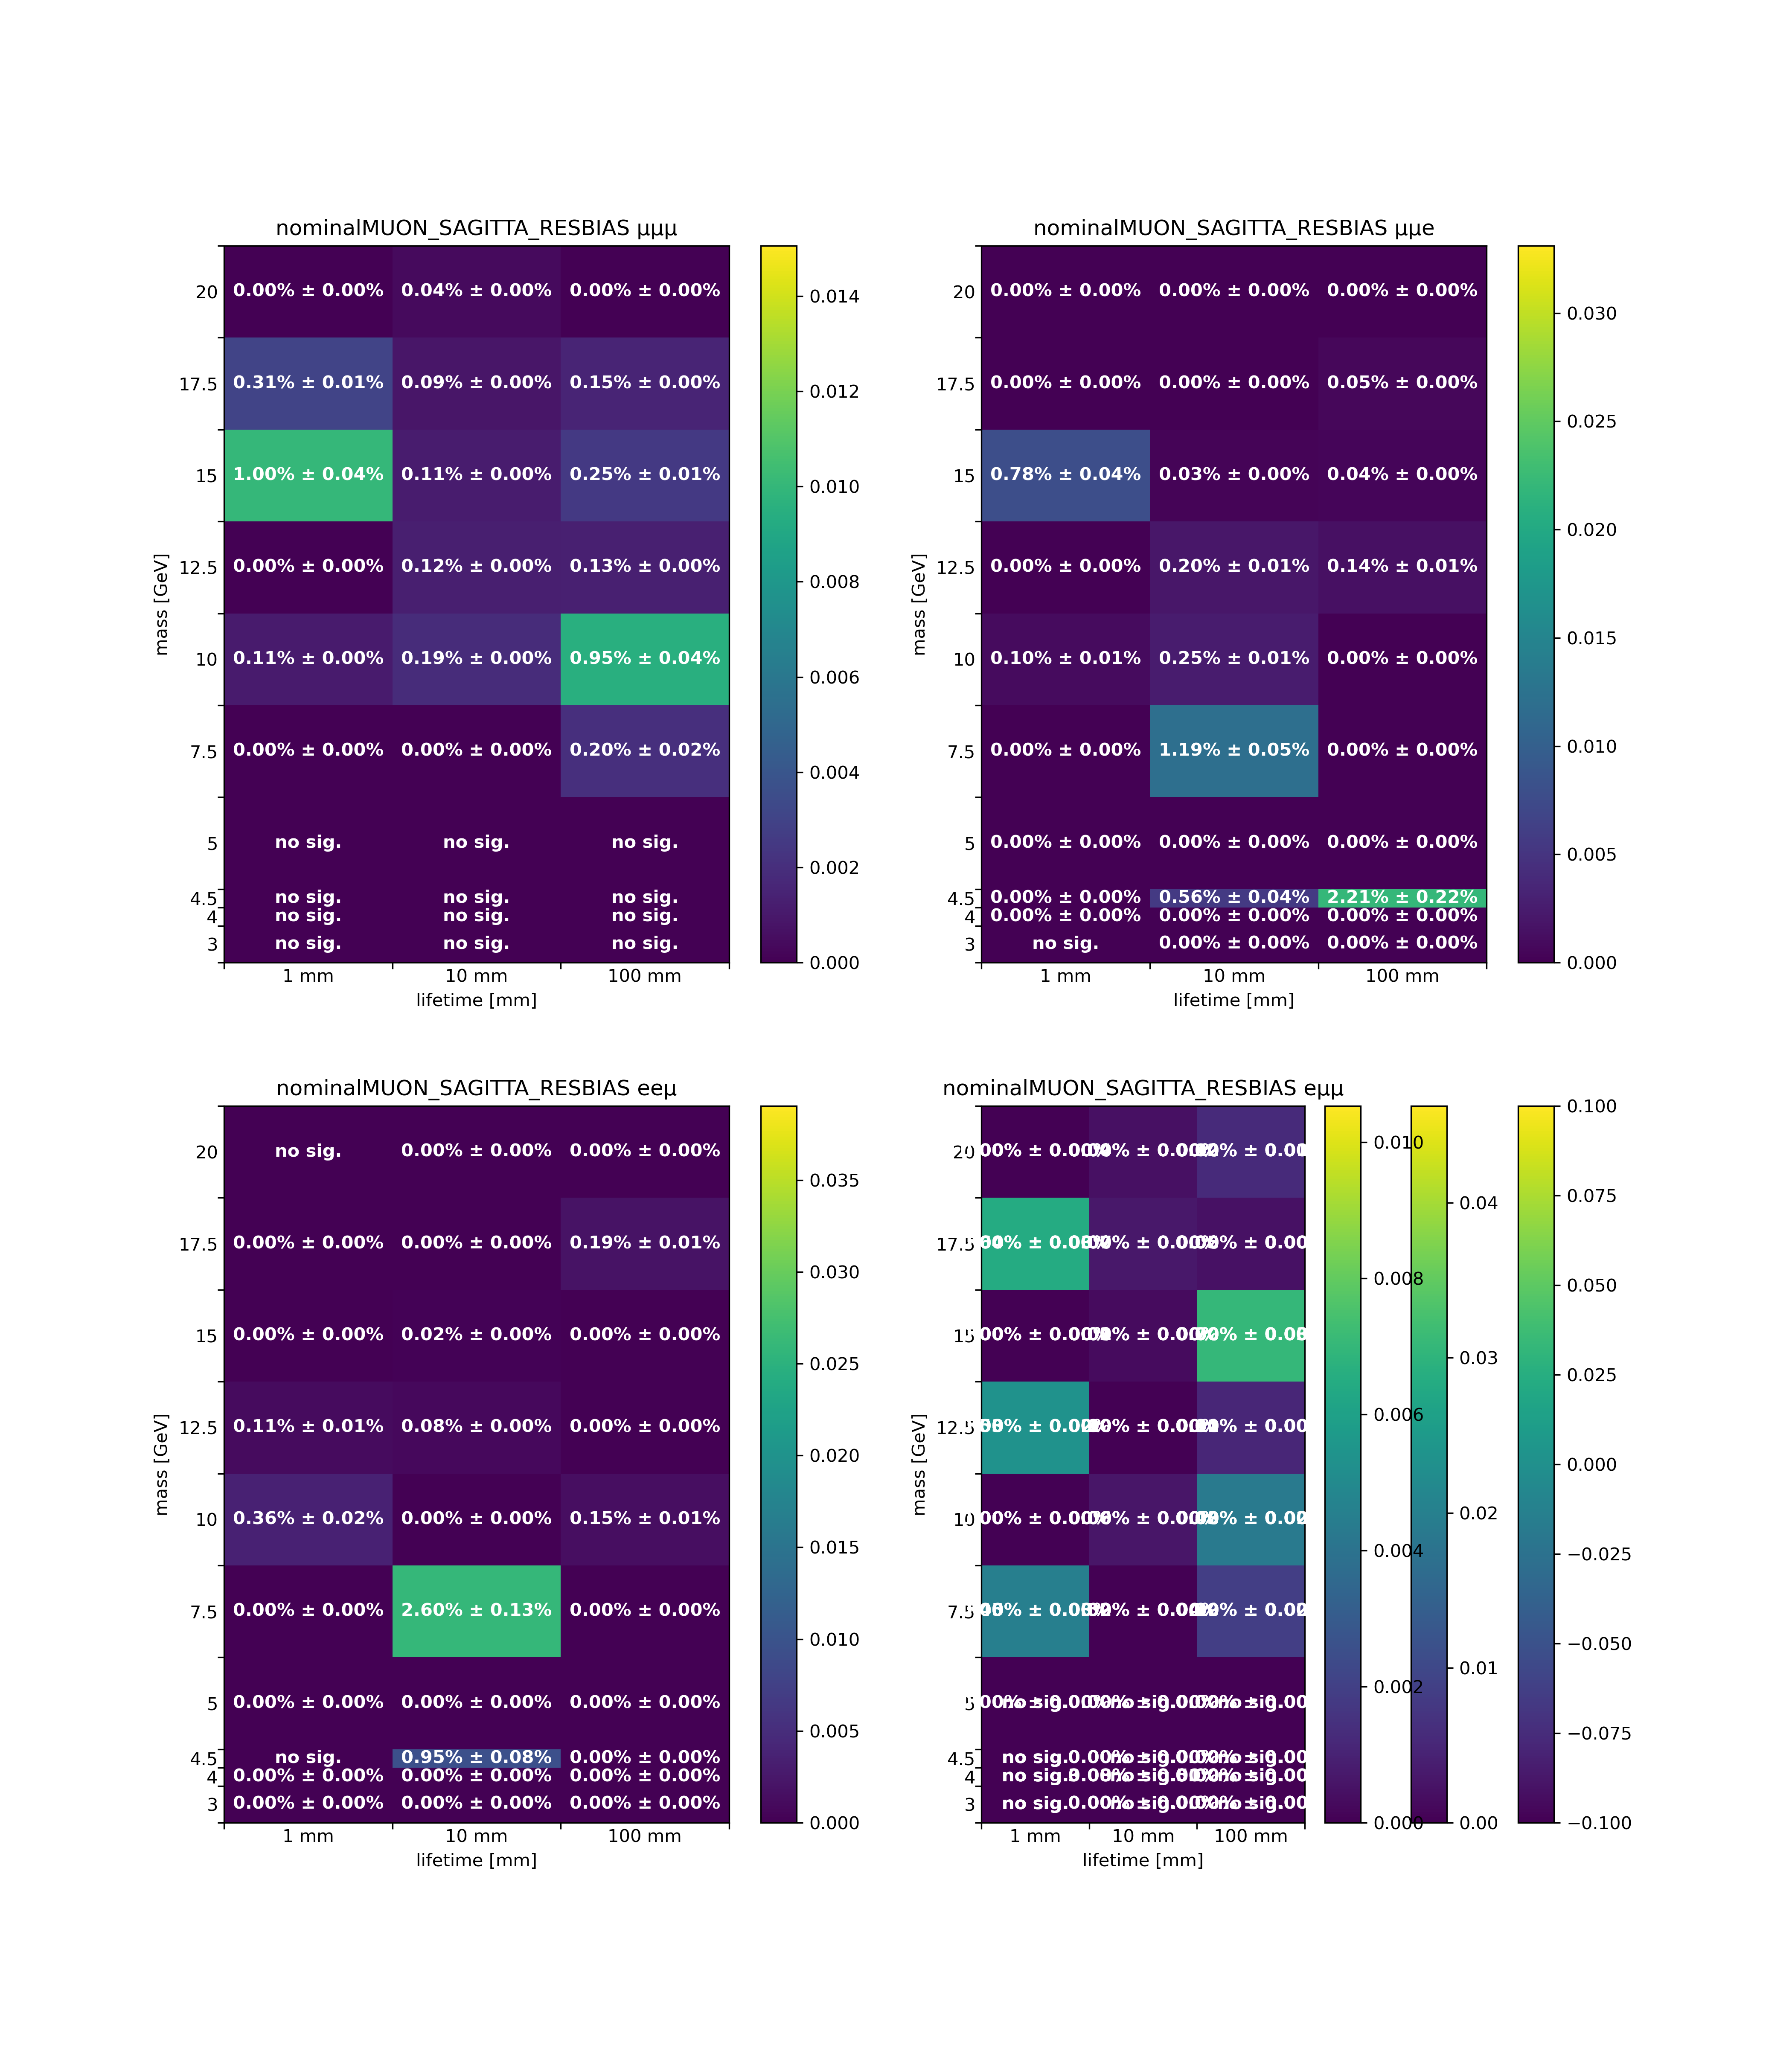 nominalMUON_SAGITTA_RESBIAS μμμ
20 0.00% ± 0.00% 0.04% ± 0.00% 0.00% ± 0.00%
17.5 0.31% ± 0.01% 0.09% ± 0.00% 0.15% ± 0.00%
15 1.00% ± 0.04% 0.11% ± 0.00% 0.25% ± 0.01%
12.5 0.00% ± 0.00% 0.12% ± 0.00% 0.13% ± 0.00%
10 0.11% ± 0.00% 0.19% ± 0.00% 0.95% ± 0.04%
7.5 0.00% ± 0.00% 0.00% ± 0.00% 0.20% ± 0.02%
5 no sig. no sig. no sig.
4.5 no sig. no sig. no sig.
4 no sig. no sig. no sig.
3 no sig. no sig. no sig.
1 mm 10 mm 100 mm
lifetime [mm]
mass [GeV]
0.014
0.012
0.010
0.008
0.006
0.004
0.002
0.000
nominalMUON_SAGITTA_RESBIAS μμe
20 0.00% ± 0.00% 0.00% ± 0.00% 0.00% ± 0.00%
17.5 0.00% ± 0.00% 0.00% ± 0.00% 0.05% ± 0.00%
15 0.78% ± 0.04% 0.03% ± 0.00% 0.04% ± 0.00%
12.5 0.00% ± 0.00% 0.20% ± 0.01% 0.14% ± 0.01%
10 0.10% ± 0.01% 0.25% ± 0.01% 0.00% ± 0.00%
7.5 0.00% ± 0.00% 1.19% ± 0.05% 0.00% ± 0.00%
5 0.00% ± 0.00% 0.00% ± 0.00% 0.00% ± 0.00%
4.5 0.00% ± 0.00% 0.56% ± 0.04% 2.21% ± 0.22%
4 0.00% ± 0.00% 0.00% ± 0.00% 0.00% ± 0.00%
3 no sig. 0.00% ± 0.00% 0.00% ± 0.00%
1 mm 10 mm 100 mm
lifetime [mm]
mass [GeV]
0.030
0.025
0.020
0.015
0.010
0.005
0.000
nominalMUON_SAGITTA_RESBIAS eeμ
20 no sig. 0.00% ± 0.00% 0.00% ± 0.00%
17.5 0.00% ± 0.00% 0.00% ± 0.00% 0.19% ± 0.01%
15 0.00% ± 0.00% 0.02% ± 0.00% 0.00% ± 0.00%
12.5 0.11% ± 0.01% 0.08% ± 0.00% 0.00% ± 0.00%
10 0.36% ± 0.02% 0.00% ± 0.00% 0.15% ± 0.01%
7.5 0.00% ± 0.00% 2.60% ± 0.13% 0.00% ± 0.00%
5 0.00% ± 0.00% 0.00% ± 0.00% 0.00% ± 0.00%
4.5 no sig. 0.95% ± 0.08% 0.00% ± 0.00%
4 0.00% ± 0.00% 0.00% ± 0.00% 0.00% ± 0.00%
3 0.00% ± 0.00% 0.00% ± 0.00% 0.00% ± 0.00%
1 mm 10 mm 100 mm
lifetime [mm]
mass [GeV]
0.035
0.030
0.025
0.020
0.015
0.010
0.005
0.000
nominalMUON_SAGITTA_RESBIAS eμμ
20
17.5
15
12.5
10
7.5
5
4.5 no sig.
4 no sig.
3 no sig.
1 mm 10 mm 100 mm
lifetime [mm]
mass [GeV]
0.010
0.008
0.006
0.004
0.002
0.000
0.04
0.03
0.02
0.01
0.00
0.100
0.075
0.050
0.025
0.000
−0.025
−0.050
−0.075
−0.100